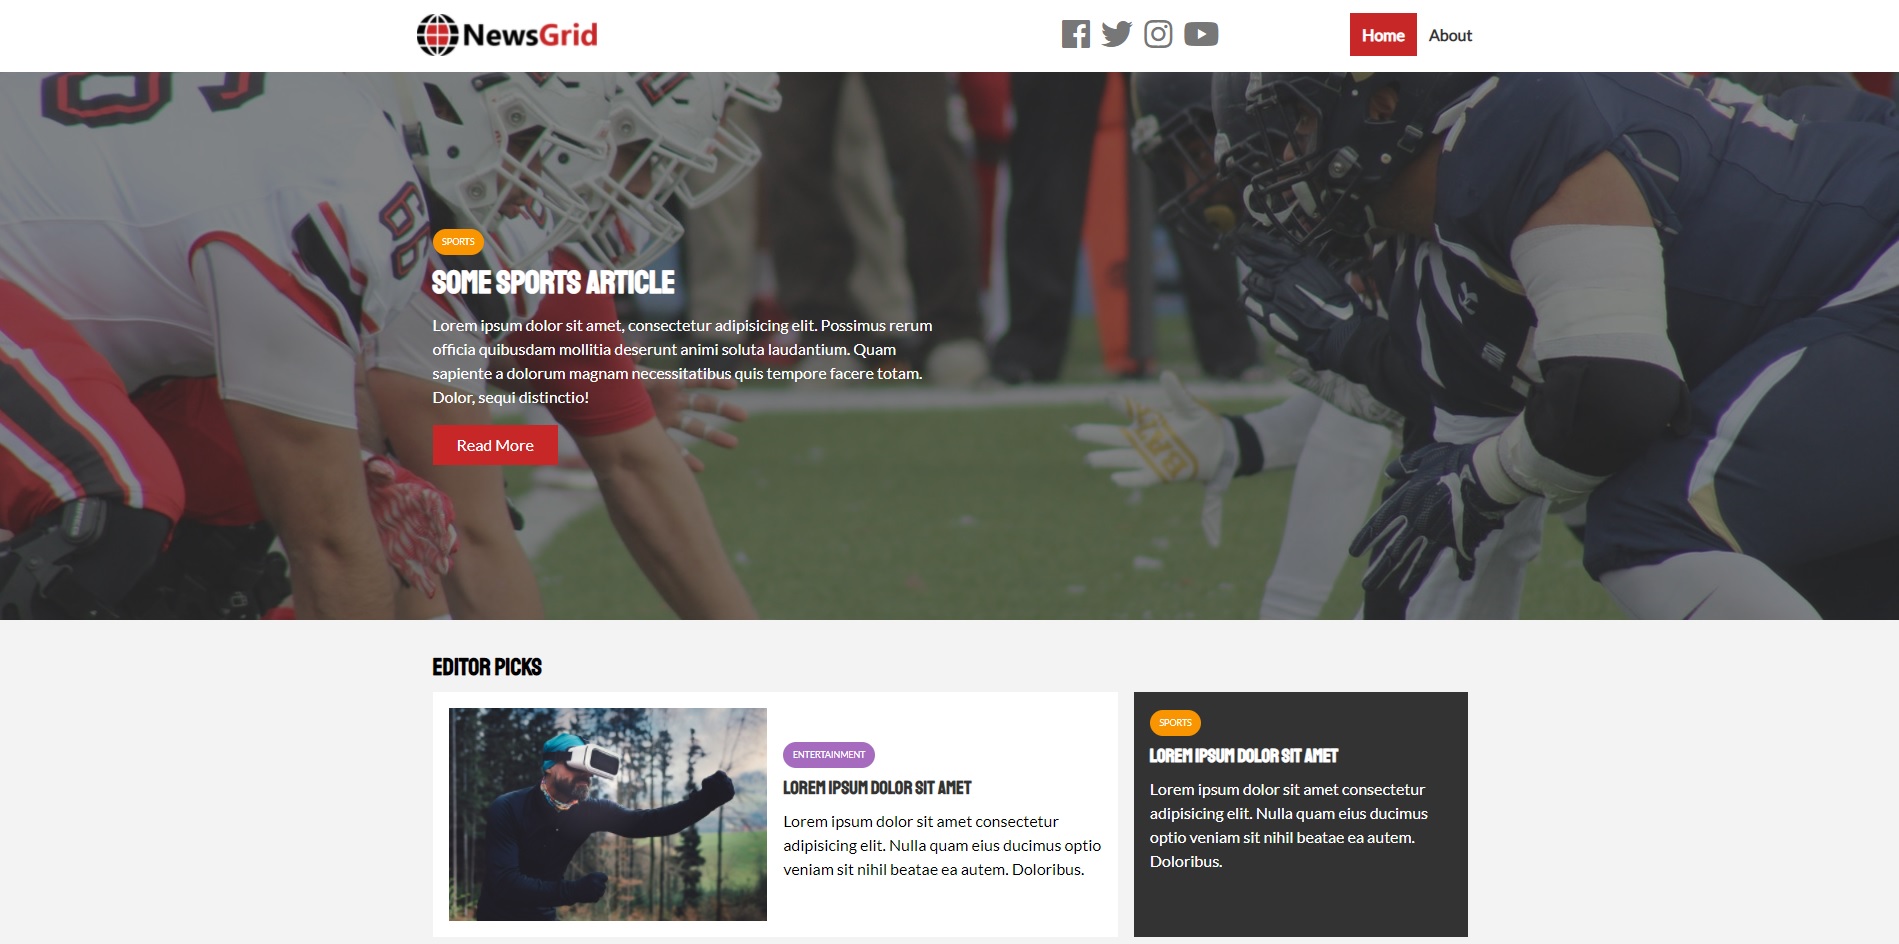 NewsGrid
Home About
SPORTS
SOME SPORTS ARTICLE
Lorem ipsum dolor sit amet, consectetur adipisicing elit. Possimus rerum
officia quibusdam mollitia deserunt animi soluta laudantium. Quam
sapiente a dolorum magnam necessitatibus quis tempore facere totam.
Dolor, sequi distinctio!
Read More
EDITOR PICKS
ENTERTAINMENT
LOREM IPSUM DOLOR SIT AMET
Lorem ipsum dolor sit amet consectetur
adipisicing elit. Nulla quam eius ducimus optio
veniam sit nihil beatae ea autem. Doloribus.
SPORTS
LOREM IPSUM DOLOR SIT AMET
Lorem ipsum dolor sit amet consectetur
adipisicing elit. Nulla quam eius ducimus
optio veniam sit nihil beatae ea autem.
Doloribus.